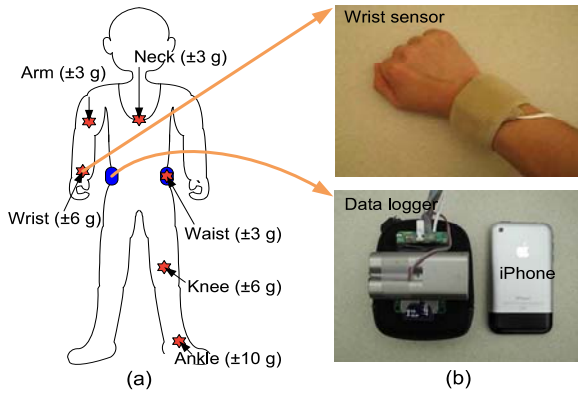 Wrist sensor
Neck (±3 g)
Arm (±3 g)
Wrist (±6 g)
Waist (±3 g)
Data logger
iPhone
Knee (±6 g)
Ankle (±10 g)
(a)
(b)